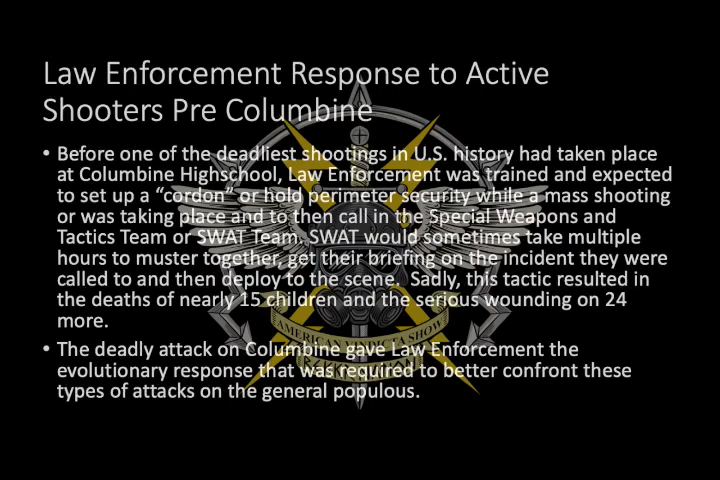 Law Enforcement Response to Active
Shooters Pre Columbine
• Before one of the deadliest shootings in U.S. history had taken place
at Columbine Highschool, Law Enforcement was trained and expected
to set up a “cordon” or hold perimeter security while a mass shooting
or was taking place and to then call in the Special Weapons and
Tactics Team or SWAT Team. SWAT would sometimes take multiple
hours to muster together, get their briefing on the incident they were
called to and then deploy to the scene.  Sadly, this tactic resulted in
the deaths of nearly 15 children and the serious wounding on 24
more.
AMERICAN VINDICTA SHOW
• The deadly attack on Columbine gave Law Enforcement the
evolutionary response that was required to better confront these
types of attacks on the general populous.